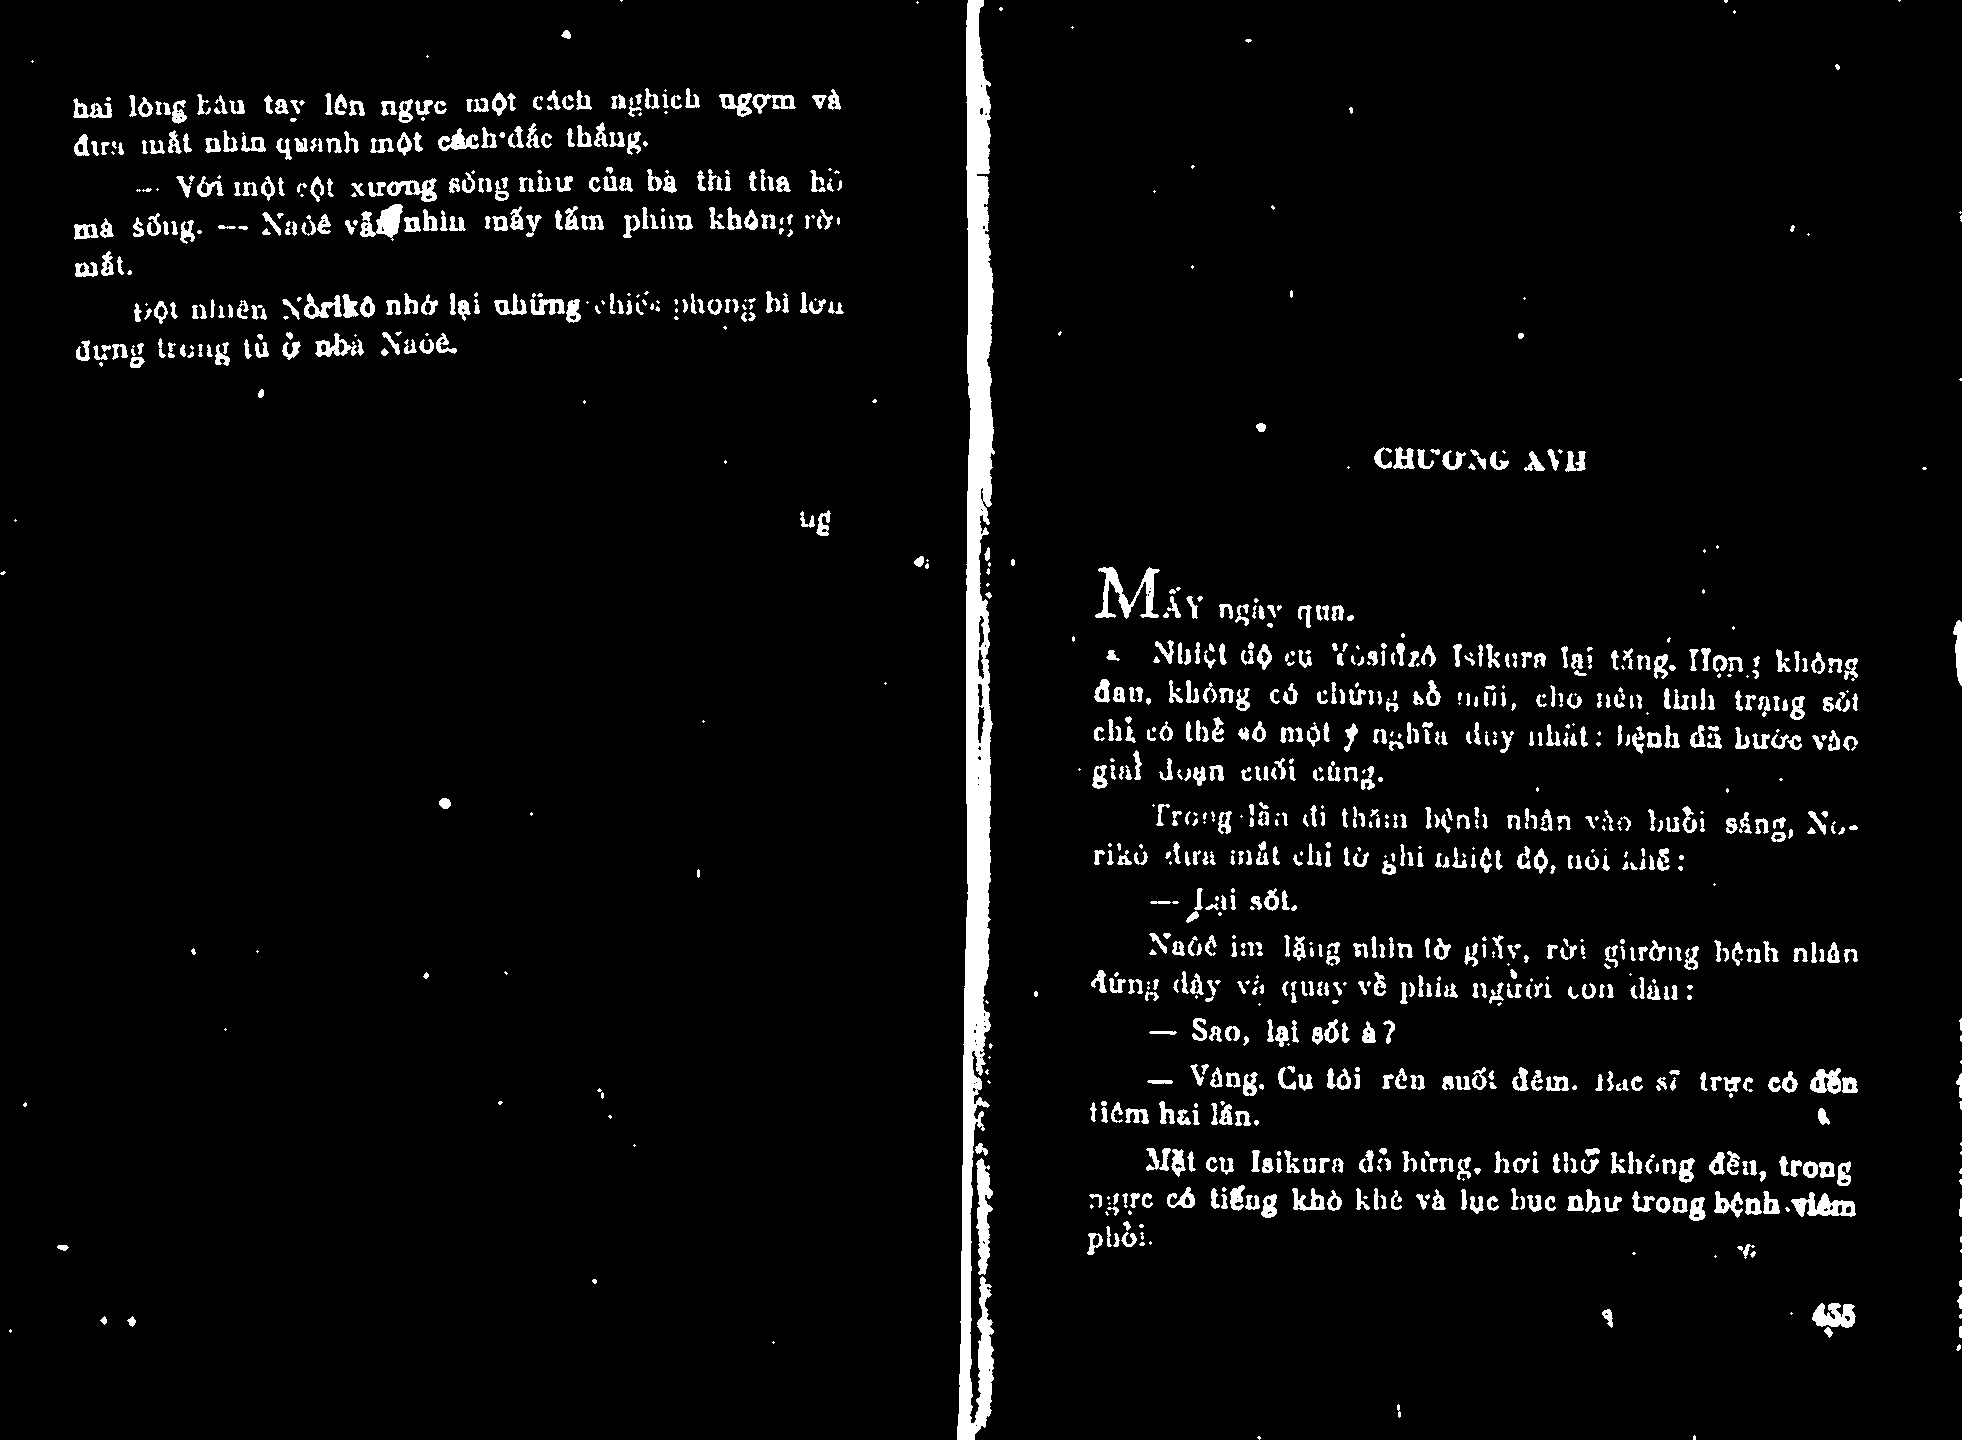 hai lòng bàu tay lên ngực một cách nghịch ngợm và
đưa mắt nhìn quanh một cách đắc thắng.
— Với một cột xương sống như của bà thì tha hồ
mà sống. — Naôê vẫn nhìn mấy tấm phim không rời
mắt.
Đột nhiên Nôrikô nhớ lại những chiếc phong bì lớn
đựng trong tủ ở nhà Naôê.
ug
CHƯƠNG XVII
MẤY ngày qua.
Nhiệt độ cụ Yôsidzô Isikura lại tăng. Họng không
đau, không có chứng sổ mũi, cho nên tình trạng sốt
chỉ có thể có một ý nghĩa duy nhất: bệnh đã bước vào
giai đoạn cuối cùng.
Trong lần đi thăm bệnh nhân vào buổi sáng, No-
rikô đưa mắt chỉ tờ ghi nhiệt độ, nói khẽ:
— Lại sốt.
Naôê im lặng nhìn tờ giấy, rời giường bệnh nhân
đứng dậy và quay về phía người con dâu:
— Sao, lại sốt à?
— Vâng. Cụ tôi rên suốt đêm. Bác sĩ trực có đến
tiêm hai lần.
Mặt cụ Isikura đỏ bừng, hơi thở không đều, trong
ngực có tiếng khò khè và lục bục như trong bệnh viêm
phổi.
455